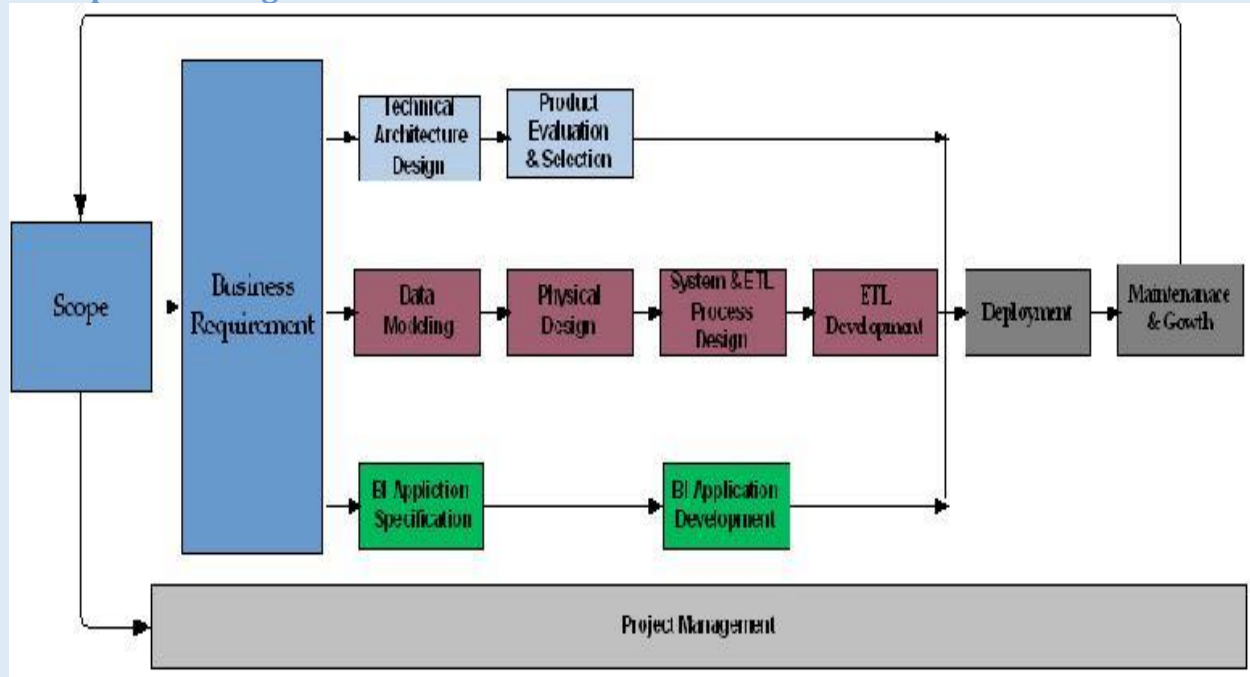 Technical
Architecture
Design
Product
Evaluation
& Selection
Scope
Business
Requirement
Data
Modeling
Physical
Design
System & ETL
Process
Design
ETL
Development
Deployment
Maintenanace
& Gowth
BI Appliction
Specification
BI Application
Development
Project Management